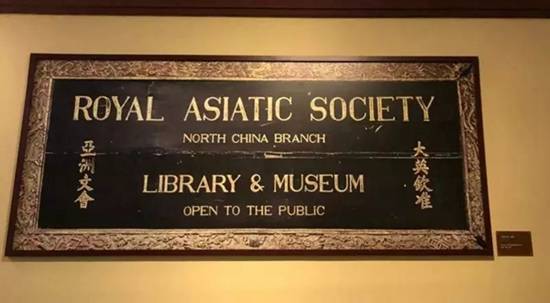 ROYAL ASIATIC SOCIETY
NORTH CHINA BRANCH
LIBRARY & MUSEUM
OPEN TO THE PUBLIC
大英欽准
亞洲文會